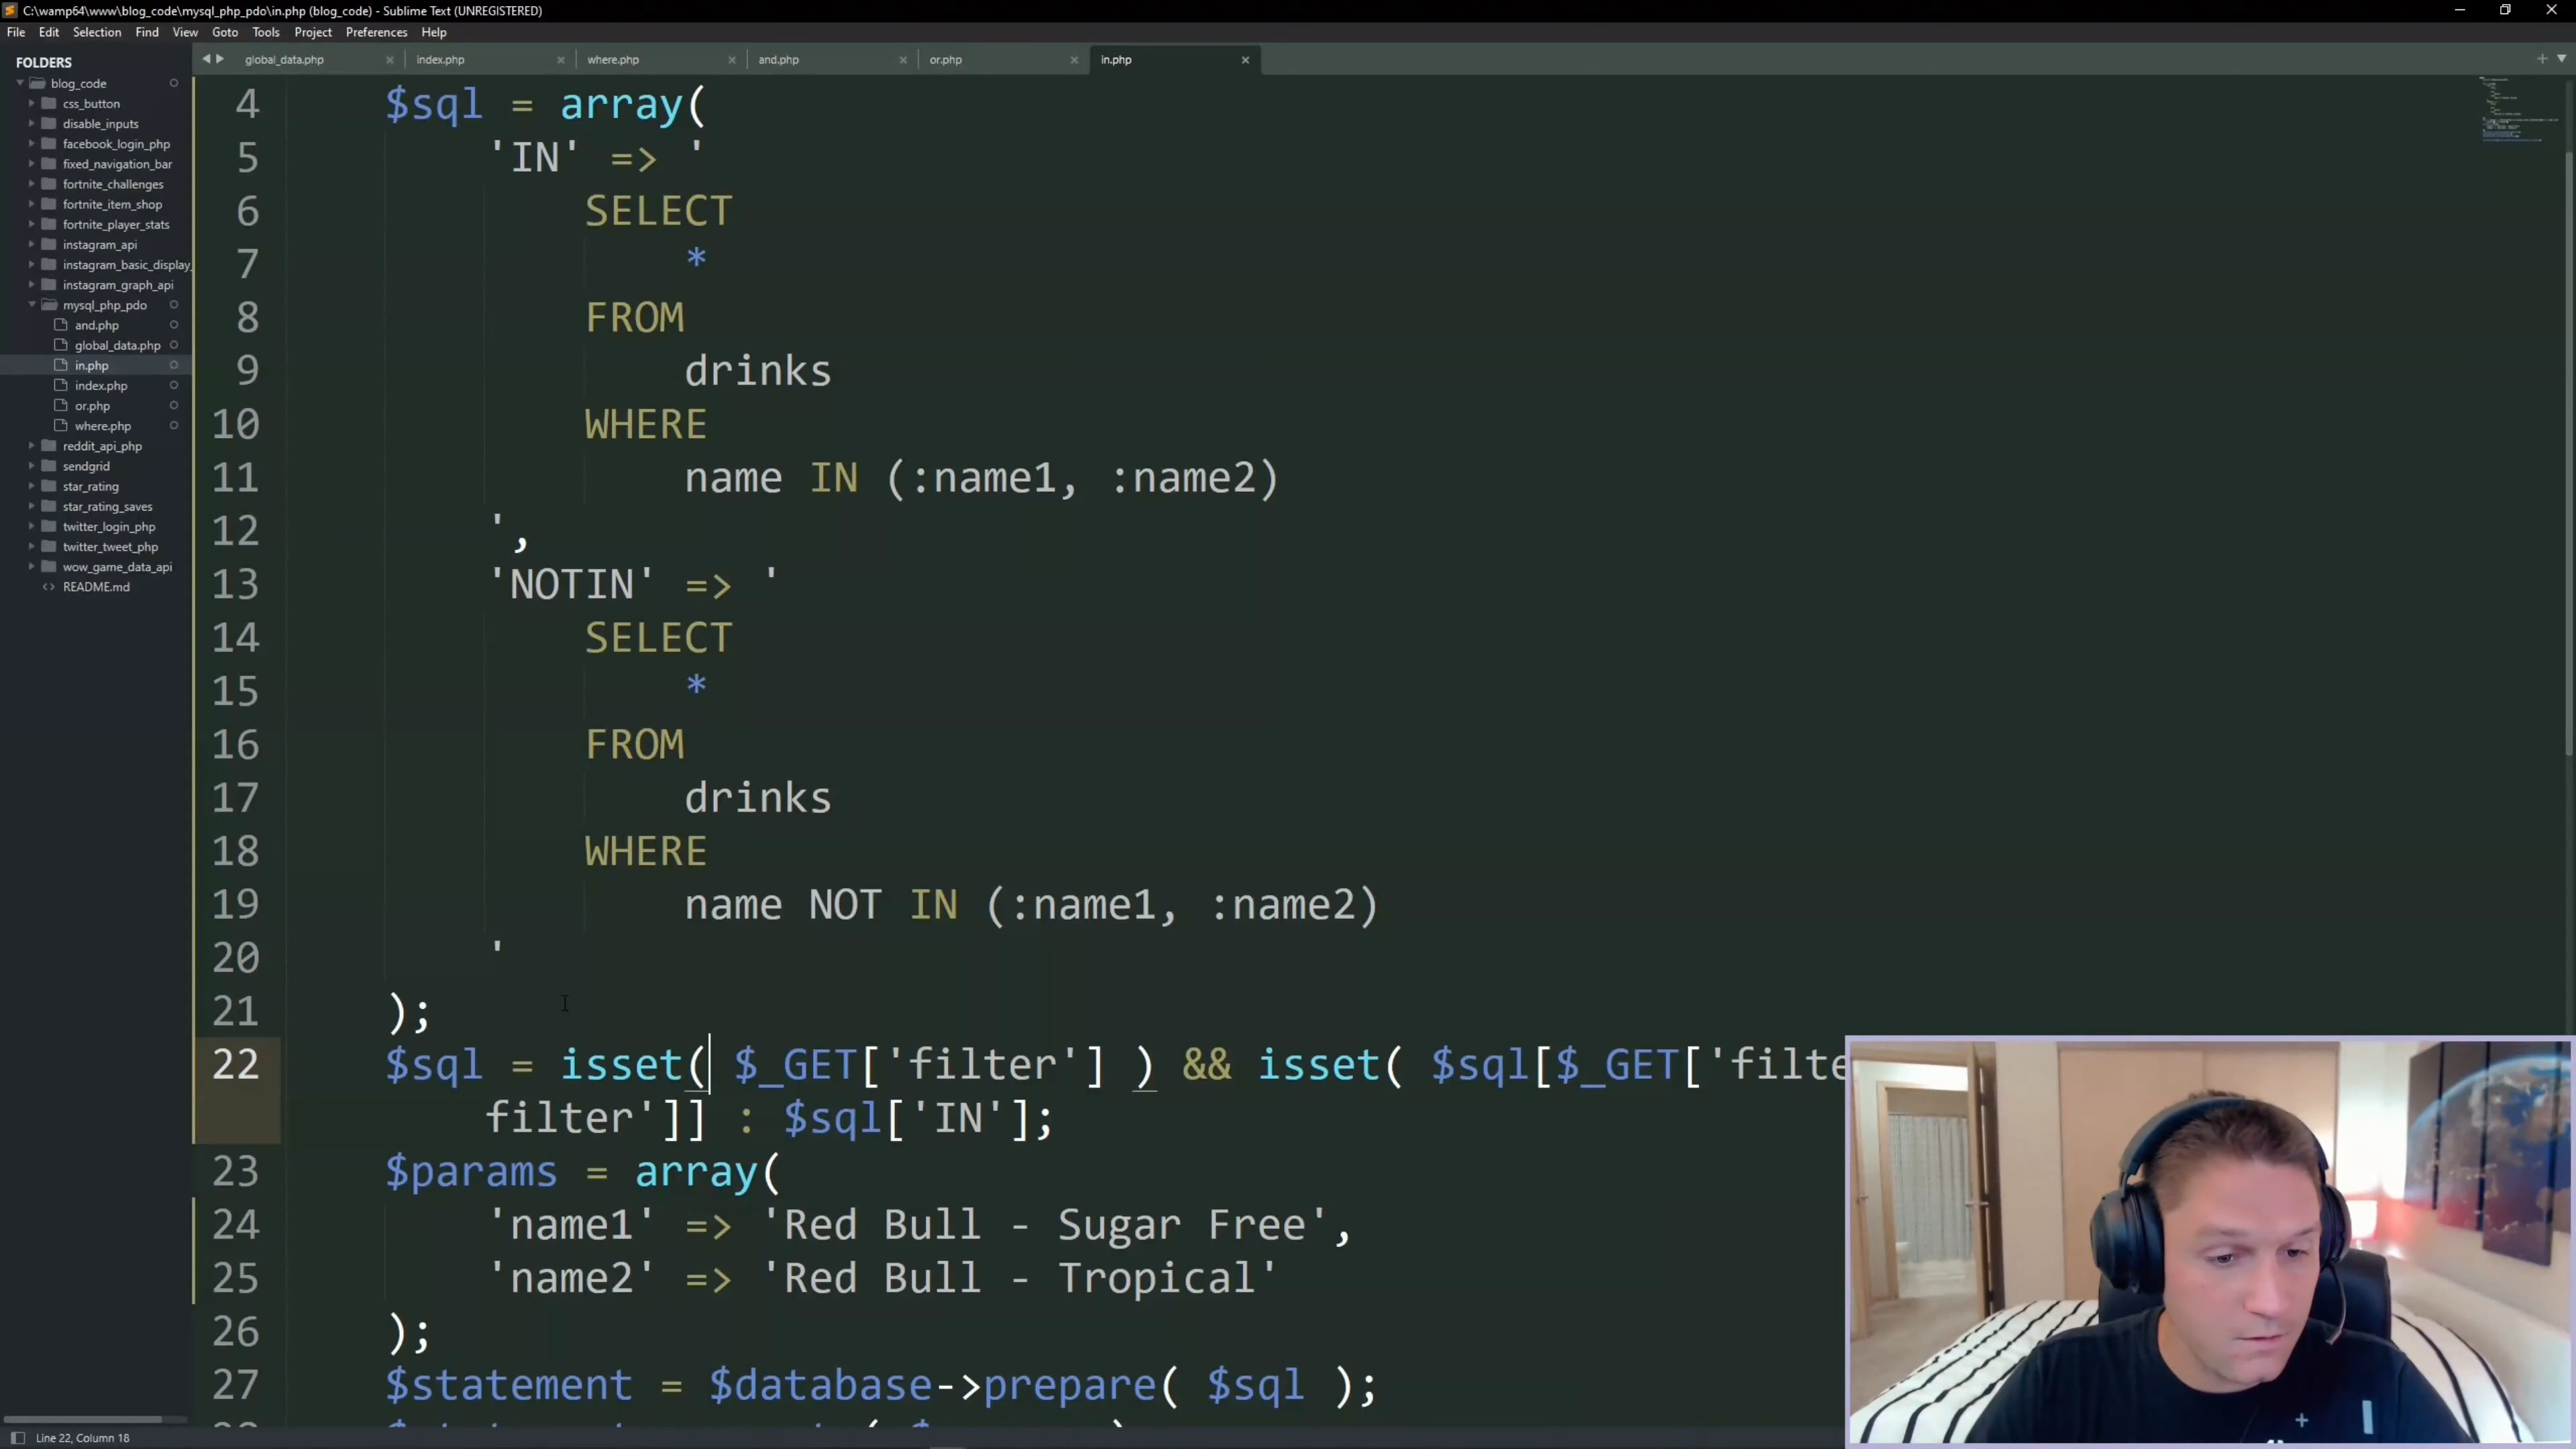 C:\wamp64\www\blog_code\mysql_php_pdo\in.php (blog_code) - Sublime Text (UNREGISTERED)
File Edit Selection Find View Goto Tools Project Preferences Help
FOLDERS
blog_code
css_button
disable_inputs
facebook_login_php
fixed_navigation_bar
fortnite_challenges
fortnite_item_shop
fortnite_player_stats
instagram_api
instagram_basic_display_
instagram_graph_api
mysql_php_pdo
and.php
global_data.php
in.php
index.php
or.php
where.php
reddit_api_php
sendgrid
star_rating
star_rating_saves
twitter_login_php
twitter_tweet_php
wow_game_data_api
README.md
global_data.php index.php where.php and.php or.php in.php
4 $sql = array(
5 'IN' => '
6 SELECT
7 *
8 FROM
9 drinks
10 WHERE
11 name IN (:name1, :name2)
12 ',
13 'NOTIN' => '
14 SELECT
15 *
16 FROM
17 drinks
18 WHERE
19 name NOT IN (:name1, :name2)
20 '
21 );
22 $sql = isset( $_GET['filter'] ) && isset( $sql[$_GET['filte
filter']] : $sql['IN'];
23 $params = array(
24 'name1' => 'Red Bull - Sugar Free',
25 'name2' => 'Red Bull - Tropical'
26 );
27 $statement = $database->prepare( $sql );
Line 22, Column 18